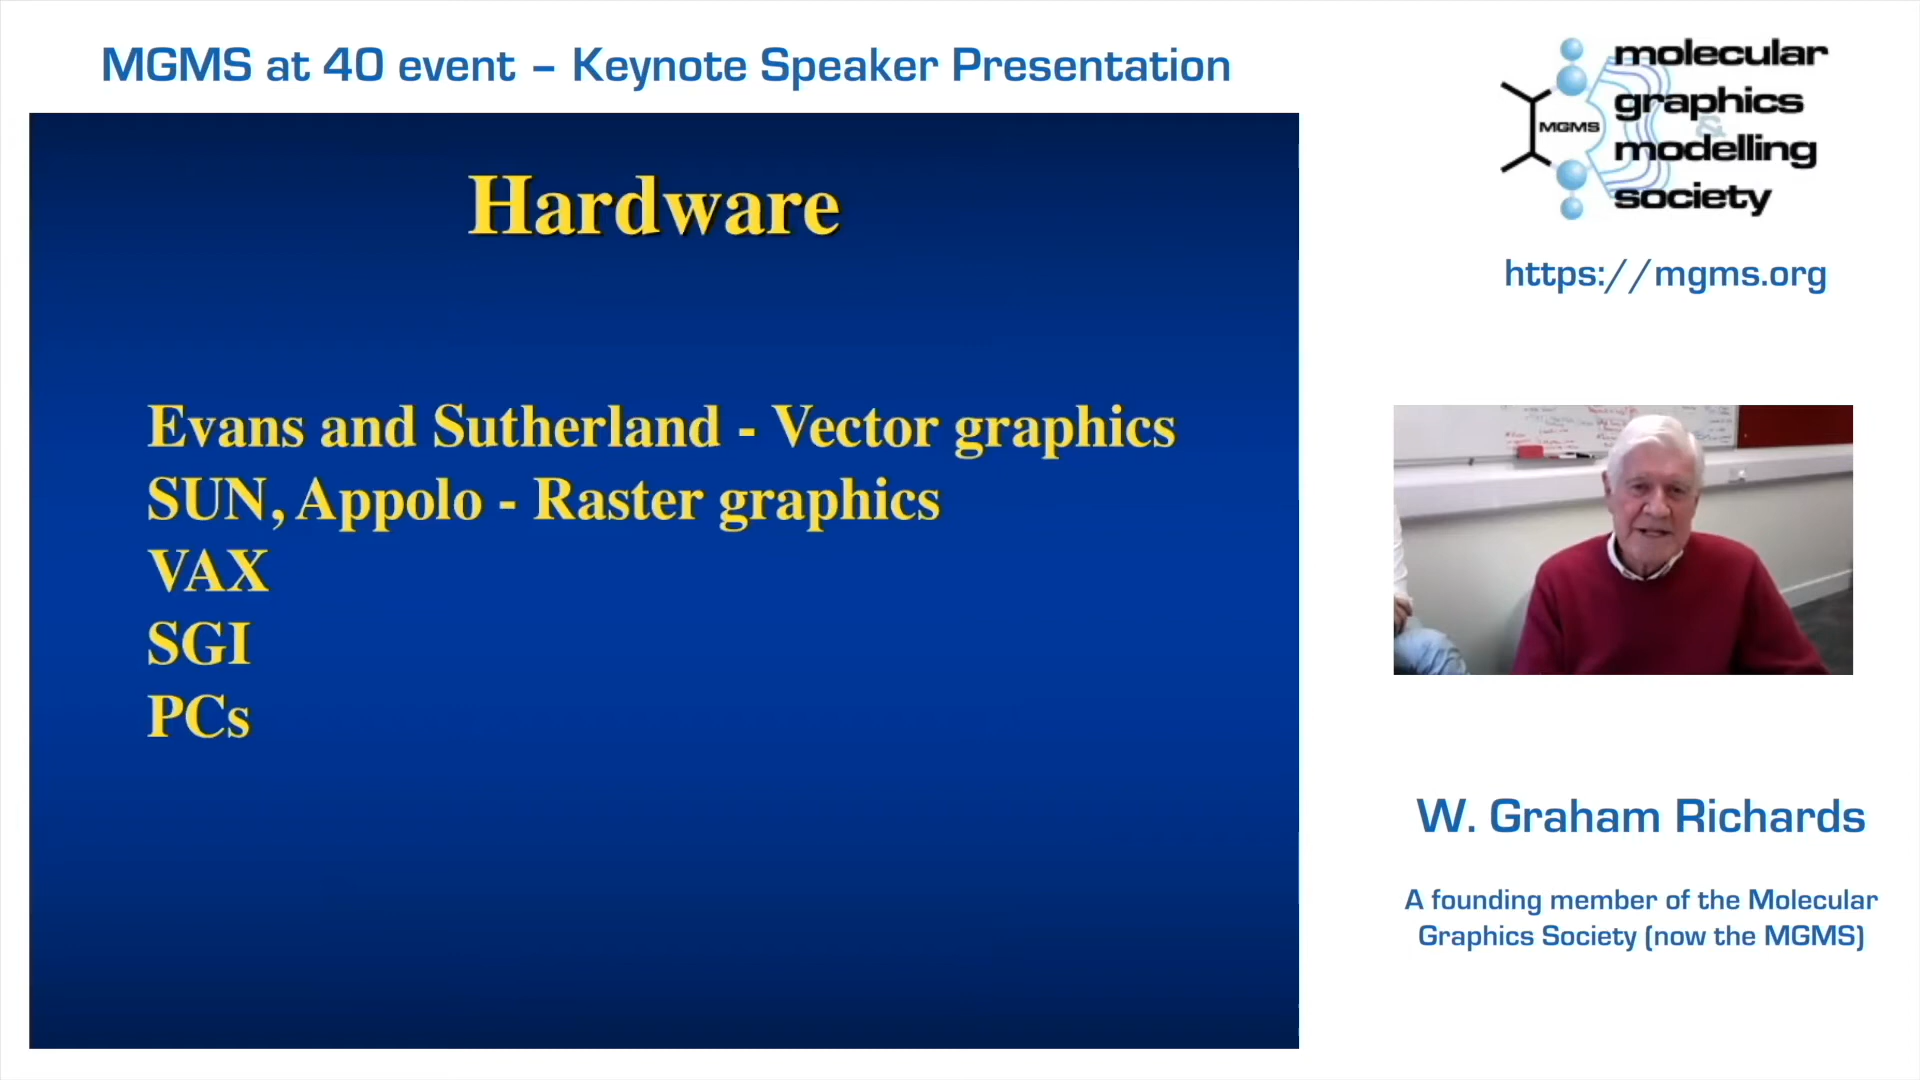 MGMS at 40 event – Keynote Speaker Presentation
Hardware
Evans and Sutherland - Vector graphics
SUN, Appolo - Raster graphics
VAX
SGI
PCs
MGMS
molecular
graphics
&
modelling
society
https://mgms.org
W. Graham Richards
A founding member of the Molecular
Graphics Society (now the MGMS)